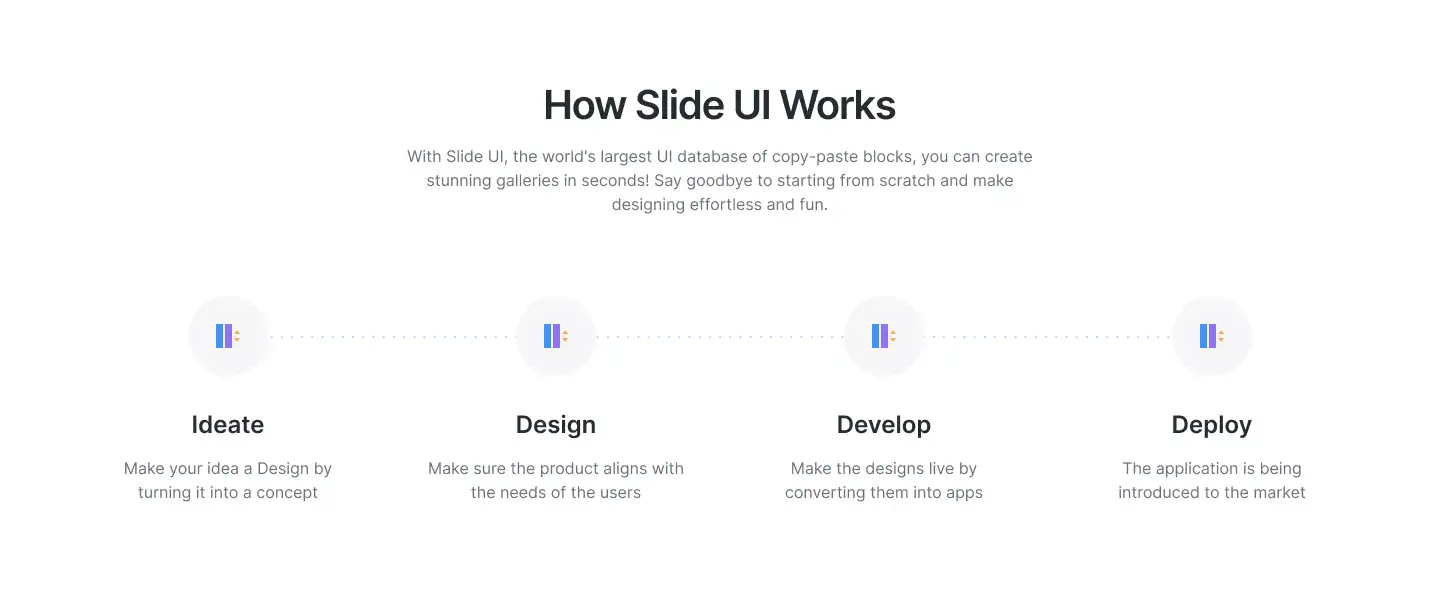 How Slide UI Works
With Slide UI, the world's largest UI database of copy-paste blocks, you can create
stunning galleries in seconds! Say goodbye to starting from scratch and make
designing effortless and fun.
Ideate
Make your idea a Design by
turning it into a concept
Design
Make sure the product aligns with
the needs of the users
Develop
Make the designs live by
converting them into apps
Deploy
The application is being
introduced to the market